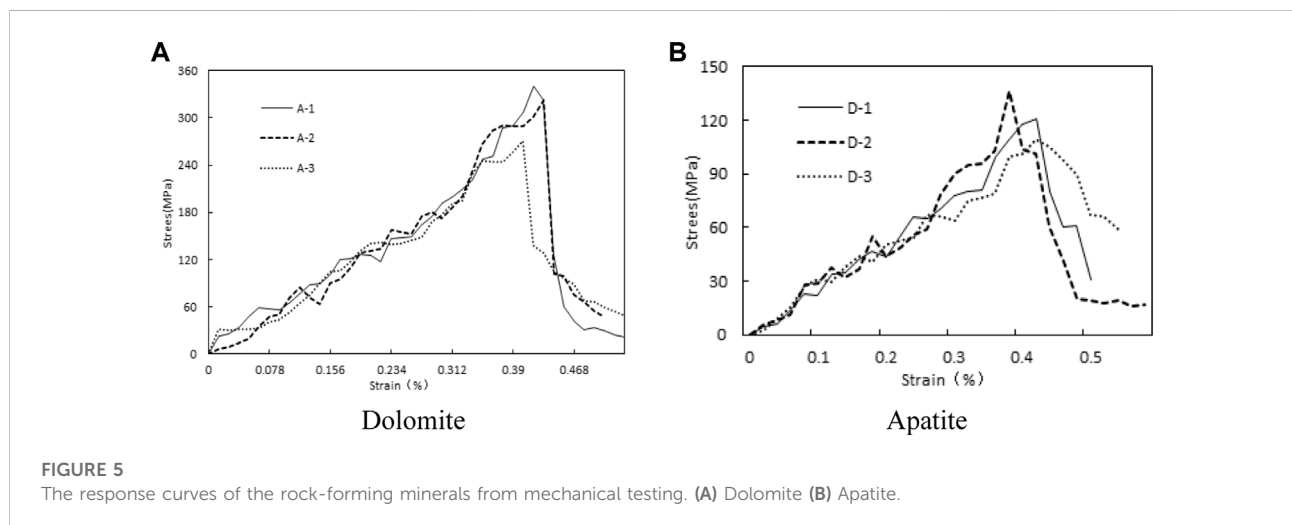 A
360
300
240
180
120
60
0
Strees(MPa)
A-1
A-2
A-3
0 0.078 0.156 0.234 0.312 0.39 0.468
Strain (%)
Dolomite
B
150
120
90
60
30
0
Strees(MPa)
D-1
D-2
D-3
0 0.1 0.2 0.3 0.4 0.5
Strain (%)
Apatite
FIGURE 5
The response curves of the rock-forming minerals from mechanical testing. (A) Dolomite (B) Apatite.